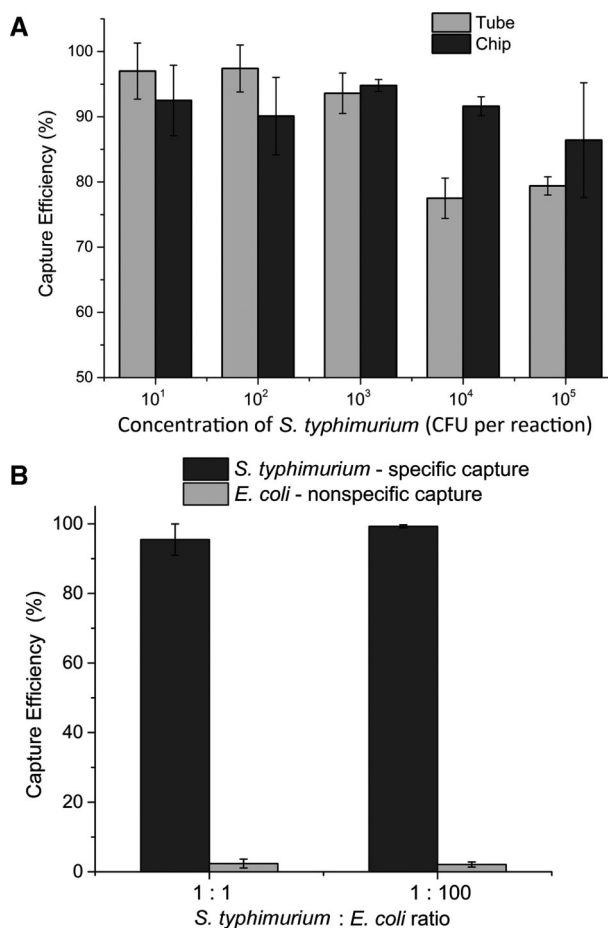 A
Tube
Chip
100
90
80
70
60
50
Capture Efficiency (%)
10¹ 10² 10³ 10⁴ 10⁵
Concentration of S. typhimurium (CFU per reaction)
B
S. typhimurium - specific capture
E. coli - nonspecific capture
100
80
60
40
20
0
Capture Efficiency (%)
1 : 1 1 : 100
S. typhimurium : E. coli ratio